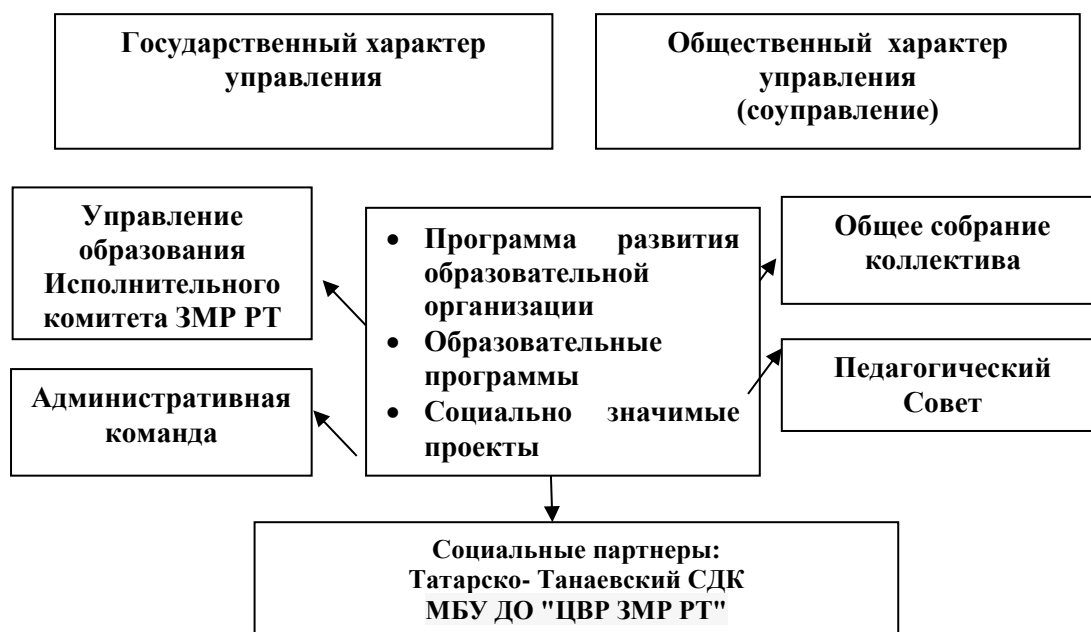 Государственный характер
управления
Общественный характер
управления
(соуправление)
Управление
образования
Исполнительного
комитета ЗМР РТ
Административная
команда
• Программа развития
образовательной
организации
• Образовательные
программы
• Социально значимые
проекты
Общее собрание
коллектива
Педагогический
Совет
Социальные партнеры:
Татарско- Танаевский СДК
МБУ ДО "ЦВР ЗМР РТ"